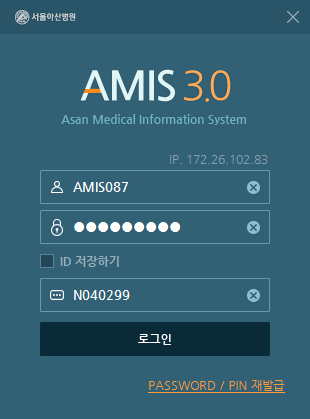 서울아산병원
AMIS 3.0
Asan Medical Information System
IP. 172.26.102.83
AMIS087
●●●●●●●●●
ID 저장하기
N040299
로그인
PASSWORD / PIN 재발급